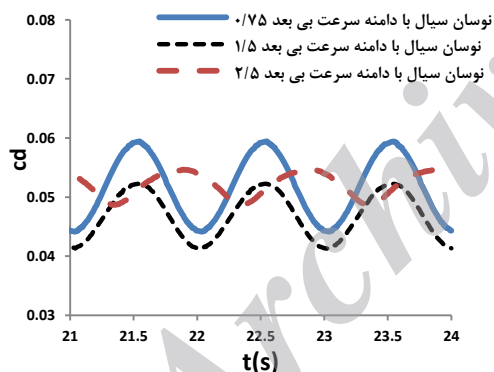 نوسان سیال با دامنه سرعت بی بعد ۰/۷۵
نوسان سیال با دامنه سرعت بی بعد ۱/۵
نوسان سیال با دامنه سرعت بی بعد ۲/۵
0.08
0.07
0.06
0.05
0.04
0.03
cd
21
21.5
22
22.5
23
23.5
24
t(s)